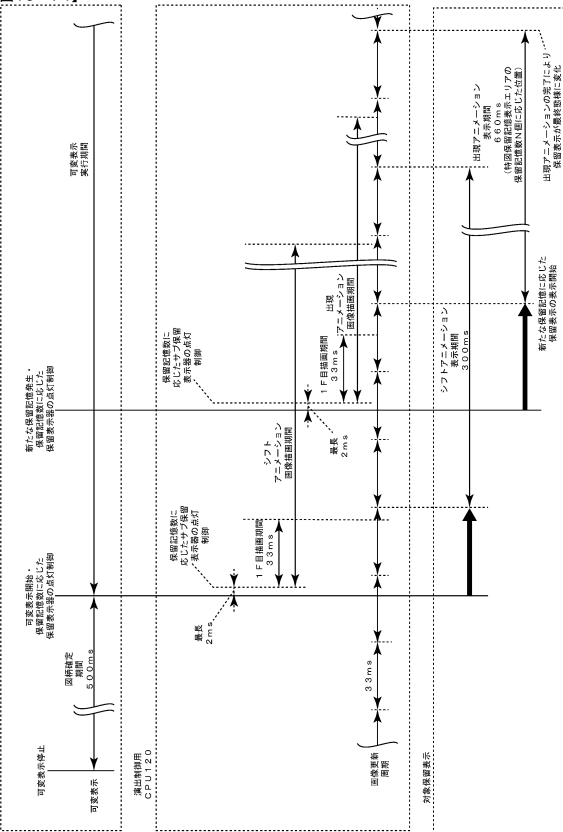 可変表示停止
図柄確定
期間
500ms
可変表示開始・
保留記憶数に応じた
保留表示器の点灯制御
新たな保留記憶発生・
保留記憶数に応じた
保留表示器の点灯制御
可変表示
可変表示
実行期間
演出制御用
CPU120
最長
2ms
保留記憶数に
応じたサブ保留
表示器の点灯
制御
1F目描画期間
33ms
シフト
アニメーション
画像描画期間
最長
2ms
保留記憶数に
応じたサブ保留
表示器の点灯
制御
1F目描画期間
33ms
出現
アニメーション
画像描画期間
画像更新
周期
33ms
対象保留表示
シフトアニメーション
表示期間
300ms
新たな保留記憶に応じた
保留表示の表示開始
出現アニメーション
表示期間
660ms
(特図保留記憶表示エリアの
保留記憶数N個に応じた位置)
出現アニメーションの完了により
保留表示が最終態様に変化